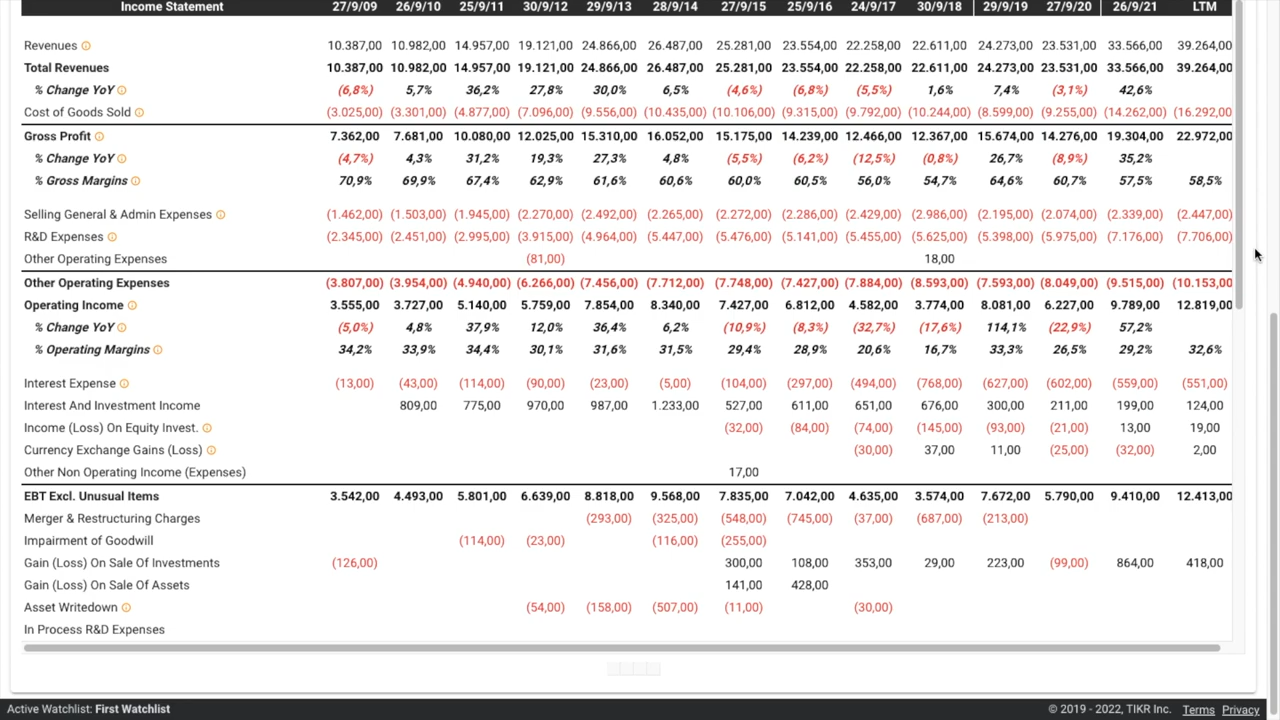 Income Statement 27/9/09 26/9/10 25/9/11 30/9/12 29/9/13 28/9/14 27/9/15 25/9/16 24/9/17 30/9/18 29/9/19 27/9/20 26/9/21 LTM
Revenues 10.387,00 10.982,00 14.957,00 19.121,00 24.866,00 26.487,00 25.281,00 23.554,00 22.258,00 22.611,00 24.273,00 23.531,00 33.566,00 39.264,00
Total Revenues 10.387,00 10.982,00 14.957,00 19.121,00 24.866,00 26.487,00 25.281,00 23.554,00 22.258,00 22.611,00 24.273,00 23.531,00 33.566,00 39.264,00
% Change YoY (6,8%) 5,7% 36,2% 27,8% 30,0% 6,5% (4,6%) (6,8%) (5,5%) 1,6% 7,4% (3,1%) 42,6%
Cost of Goods Sold (3.025,00) (3.301,00) (4.877,00) (7.096,00) (9.556,00) (10.435,00) (10.106,00) (9.315,00) (9.792,00) (10.244,00) (8.599,00) (9.255,00) (14.262,00) (16.292,00
Gross Profit 7.362,00 7.681,00 10.080,00 12.025,00 15.310,00 16.052,00 15.175,00 14.239,00 12.466,00 12.367,00 15.674,00 14.276,00 19.304,00 22.972,00
% Change YoY (4,7%) 4,3% 31,2% 19,3% 27,3% 4,8% (5,5%) (6,2%) (12,5%) (0,8%) 26,7% (8,9%) 35,2%
% Gross Margins 70,9% 69,9% 67,4% 62,9% 61,6% 60,6% 60,0% 60,5% 56,0% 54,7% 64,6% 60,7% 57,5% 58,5%
Selling General & Admin Expenses (1.462,00) (1.503,00) (1.945,00) (2.270,00) (2.492,00) (2.265,00) (2.272,00) (2.286,00) (2.429,00) (2.986,00) (2.195,00) (2.074,00) (2.339,00) (2.447,00)
R&D Expenses (2.345,00) (2.451,00) (2.995,00) (3.915,00) (4.964,00) (5.447,00) (5.476,00) (5.141,00) (5.455,00) (5.625,00) (5.398,00) (5.975,00) (7.176,00) (7.706,00)
Other Operating Expenses (81,00) 18,00
Other Operating Expenses (3.807,00) (3.954,00) (4.940,00) (6.266,00) (7.456,00) (7.712,00) (7.748,00) (7.427,00) (7.884,00) (8.593,00) (7.593,00) (8.049,00) (9.515,00) (10.153,00
Operating Income 3.555,00 3.727,00 5.140,00 5.759,00 7.854,00 8.340,00 7.427,00 6.812,00 4.582,00 3.774,00 8.081,00 6.227,00 9.789,00 12.819,00
% Change YoY (5,0%) 4,8% 37,9% 12,0% 36,4% 6,2% (10,9%) (8,3%) (32,7%) (17,6%) 114,1% (22,9%) 57,2%
% Operating Margins 34,2% 33,9% 34,4% 30,1% 31,6% 31,5% 29,4% 28,9% 20,6% 16,7% 33,3% 26,5% 29,2% 32,6%
Interest Expense (13,00) (43,00) (114,00) (90,00) (23,00) (5,00) (104,00) (297,00) (494,00) (768,00) (627,00) (602,00) (559,00) (551,00)
Interest And Investment Income 809,00 775,00 970,00 987,00 1.233,00 527,00 611,00 651,00 676,00 300,00 211,00 199,00 124,00
Income (Loss) On Equity Invest. (32,00) (84,00) (74,00) (145,00) (93,00) (21,00) 13,00 19,00
Currency Exchange Gains (Loss) (30,00) 37,00 11,00 (25,00) (32,00) 2,00
Other Non Operating Income (Expenses) 17,00
EBT Excl. Unusual Items 3.542,00 4.493,00 5.801,00 6.639,00 8.818,00 9.568,00 7.835,00 7.042,00 4.635,00 3.574,00 7.672,00 5.790,00 9.410,00 12.413,00
Merger & Restructuring Charges (293,00) (325,00) (548,00) (745,00) (37,00) (687,00) (213,00)
Impairment of Goodwill (114,00) (23,00) (116,00) (255,00)
Gain (Loss) On Sale Of Investments (126,00) 300,00 108,00 353,00 29,00 223,00 (99,00) 864,00 418,00
Gain (Loss) On Sale Of Assets 141,00 428,00
Asset Writedown (54,00) (158,00) (507,00) (11,00) (30,00)
In Process R&D Expenses
Active Watchlist: First Watchlist © 2019 - 2022, TIKR Inc. Terms Privacy